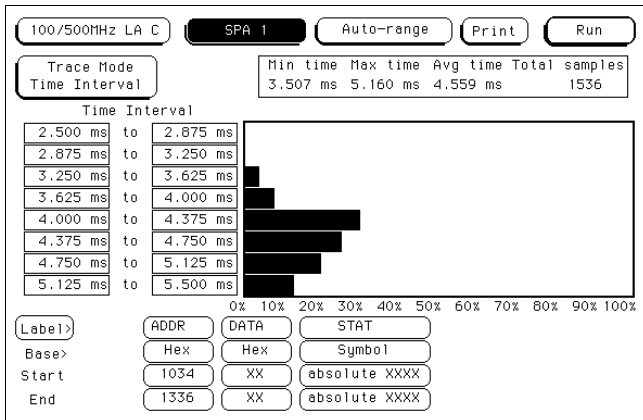 100/500MHz LA C SPA 1 Auto-range Print Run
Trace Mode
Time Interval
Min time Max time Avg time Total samples
3.507 ms 5.160 ms 4.559 ms 1536
Time Interval
2.500 ms to 2.875 ms
2.875 ms to 3.250 ms
3.250 ms to 3.625 ms
3.625 ms to 4.000 ms
4.000 ms to 4.375 ms
4.375 ms to 4.750 ms
4.750 ms to 5.125 ms
5.125 ms to 5.500 ms
0% 10% 20% 30% 40% 50% 60% 70% 80% 90% 100%
Label> ADDR DATA STAT
Base> Hex Hex Symbol
Start 1034 XX absolute XXXX
End 1336 XX absolute XXXX